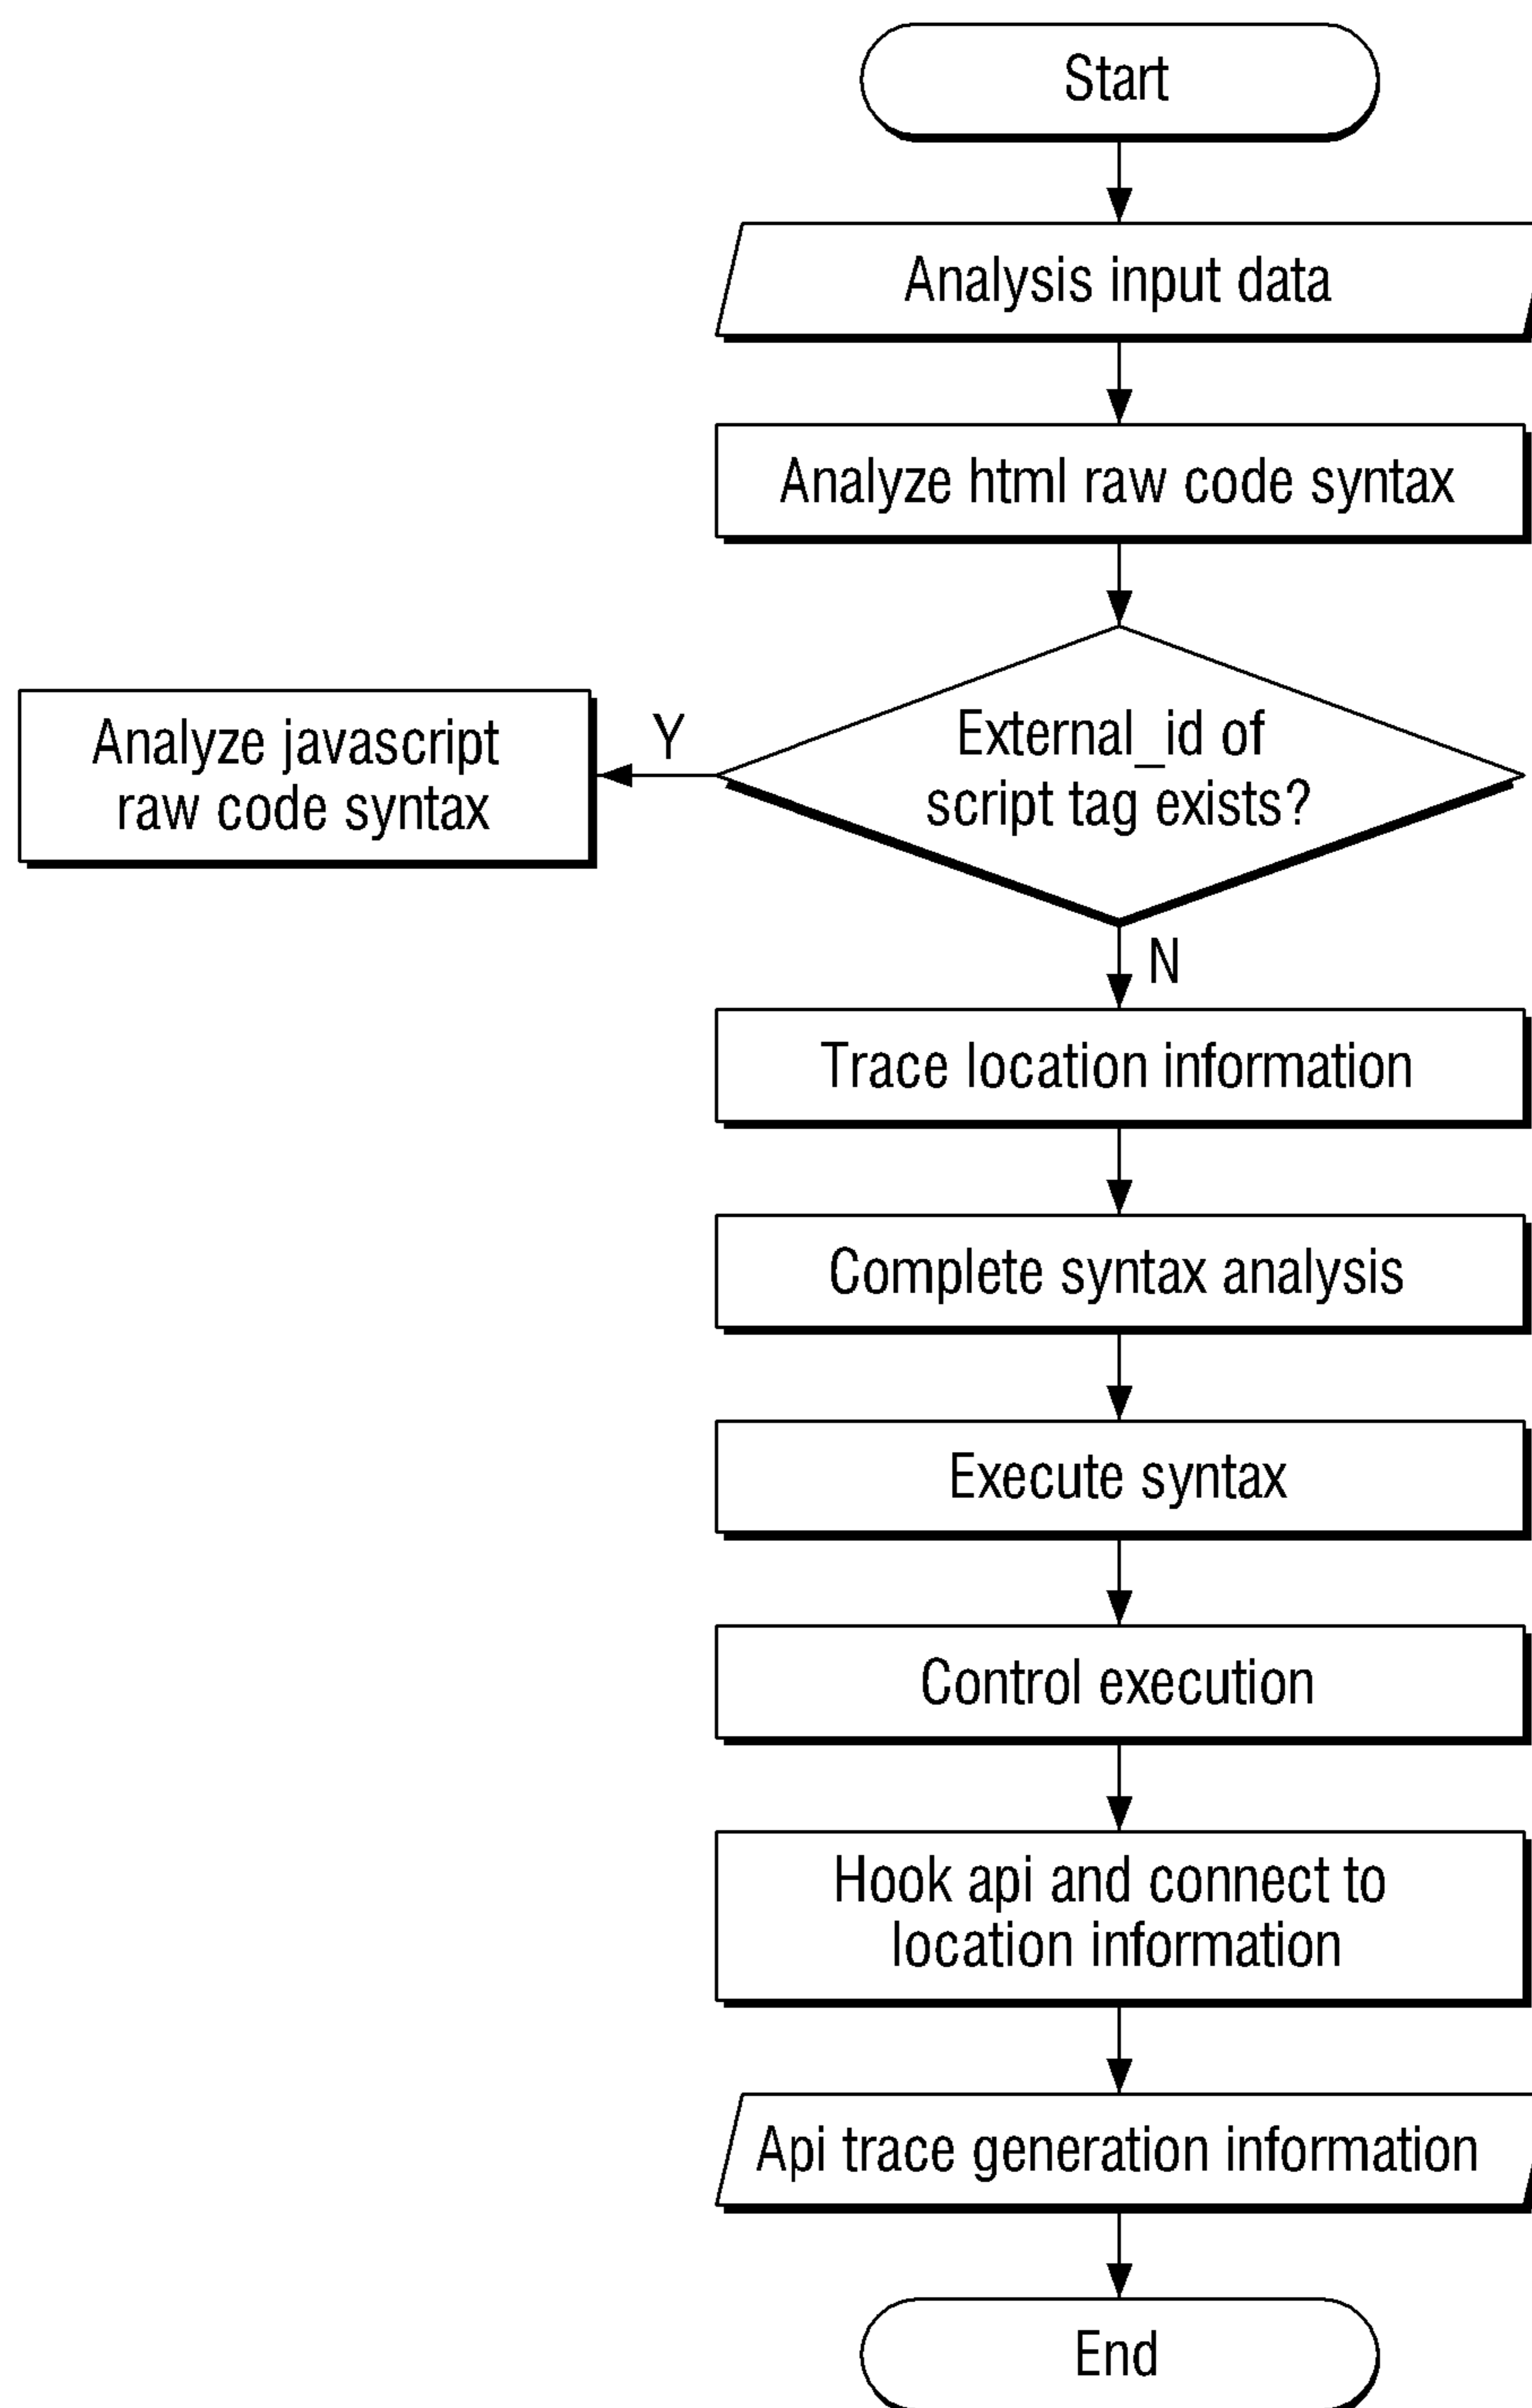 Start
Analysis input data
Analyze html raw code syntax
External_id of
script tag exists?
Y
Analyze javascript
raw code syntax
N
Trace location information
Complete syntax analysis
Execute syntax
Control execution
Hook api and connect to
location information
Api trace generation information
End